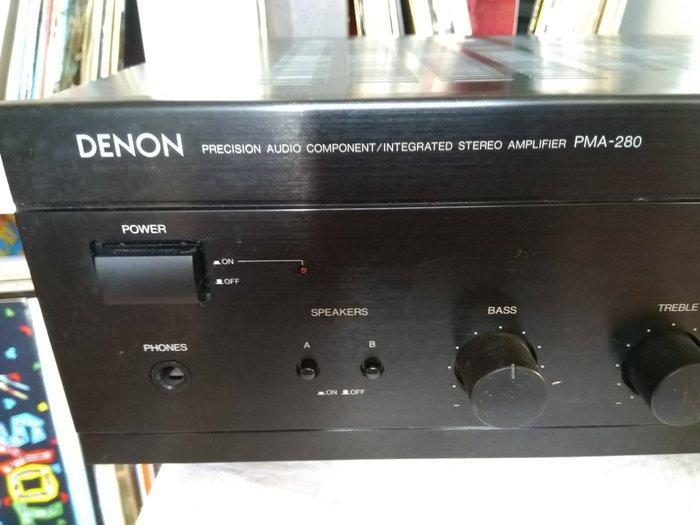 DENON PRECISION AUDIO COMPONENT/INTEGRATED STEREO AMPLIFIER PMA-280
POWER
ON
OFF
SPEAKERS
BASS
TREBLE
PHONES
A
B
ON OFF